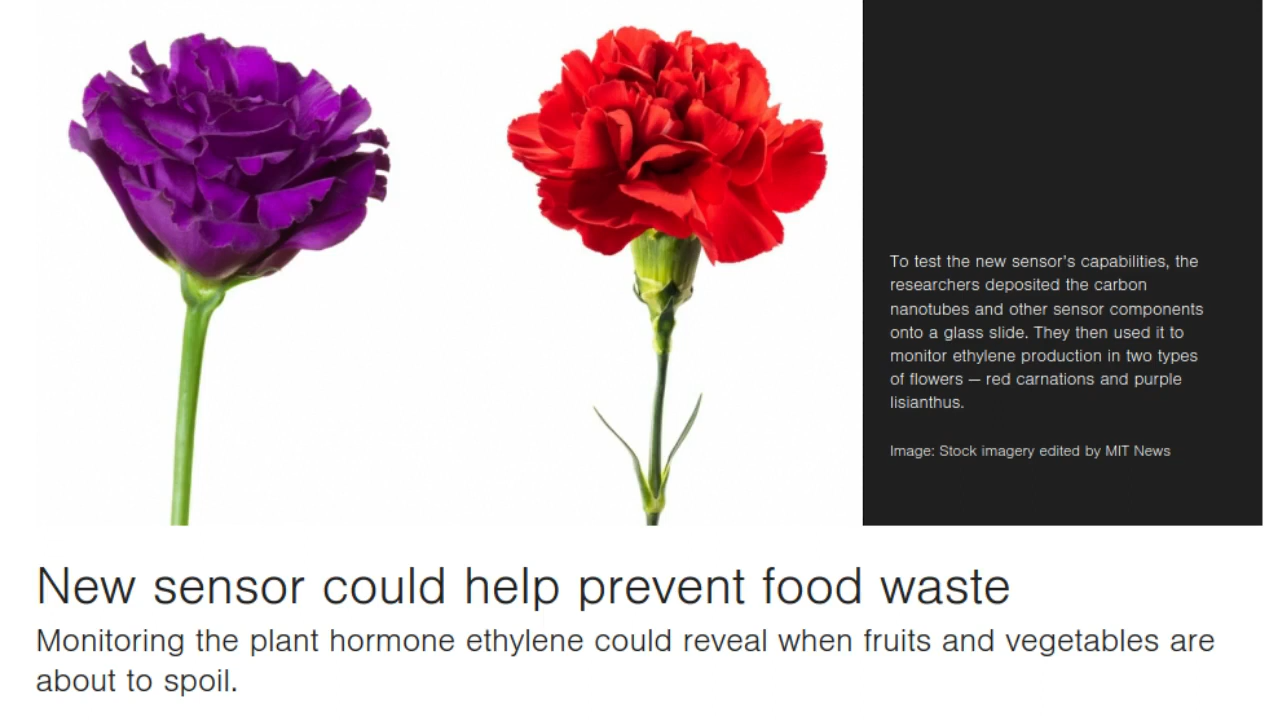 To test the new sensor's capabilities, the
researchers deposited the carbon
nanotubes and other sensor components
onto a glass slide. They then used it to
monitor ethylene production in two types
of flowers — red carnations and purple
lisianthus.
Image: Stock imagery edited by MIT News
New sensor could help prevent food waste
Monitoring the plant hormone ethylene could reveal when fruits and vegetables are
about to spoil.